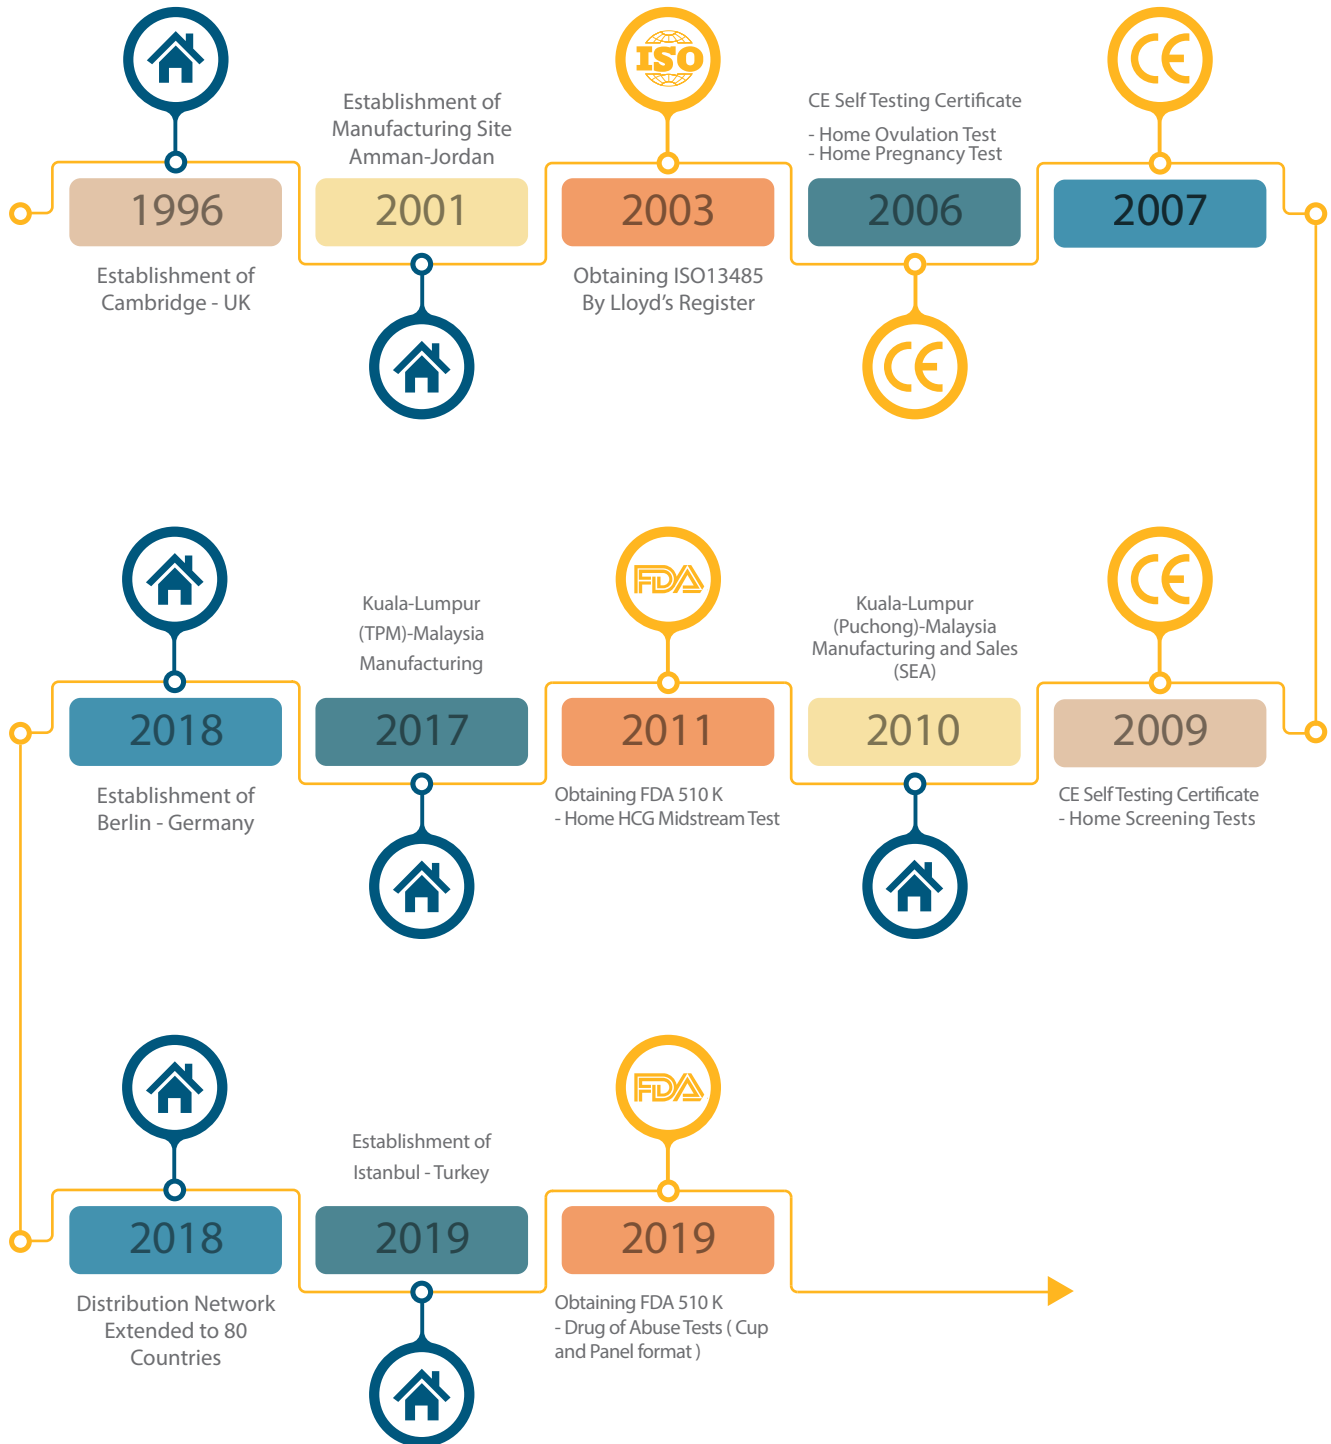 1996
Establishment of
Cambridge - UK
Establishment of
Manufacturing Site
Amman-Jordan
2001
ISO
2003
Obtaining ISO13485
By Lloyd’s Register
CE Self Testing Certificate
- Home Ovulation Test
- Home Pregnancy Test
2006
CE
CE
2007
CE
2009
CE Self Testing Certificate
- Home Screening Tests
Kuala-Lumpur
(Puchong)-Malaysia
Manufacturing and Sales
(SEA)
2010
FDA
2011
Obtaining FDA 510 K
- Home HCG Midstream Test
Kuala-Lumpur
(TPM)-Malaysia
Manufacturing
2017
2018
Establishment of
Berlin - Germany
2018
Distribution Network
Extended to 80
Countries
Establishment of
Istanbul - Turkey
2019
FDA
2019
Obtaining FDA 510 K
- Drug of Abuse Tests ( Cup
and Panel format )